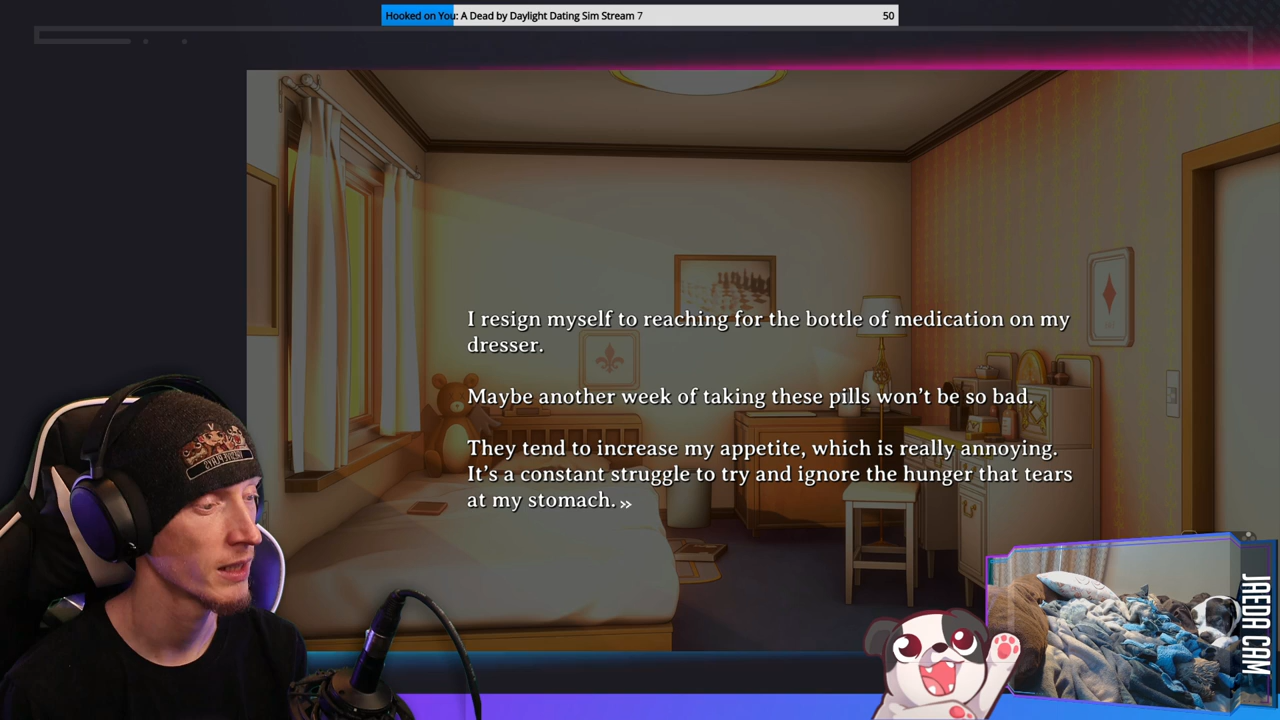 Hooked on You: A Dead by Daylight Dating Sim Stream 7
50
I resign myself to reaching for the bottle of medication on my
dresser.
Maybe another week of taking these pills won't be so bad.
They tend to increase my appetite, which is really annoying.
It's a constant struggle to try and ignore the hunger that tears
at my stomach. »
JAEDA CAM